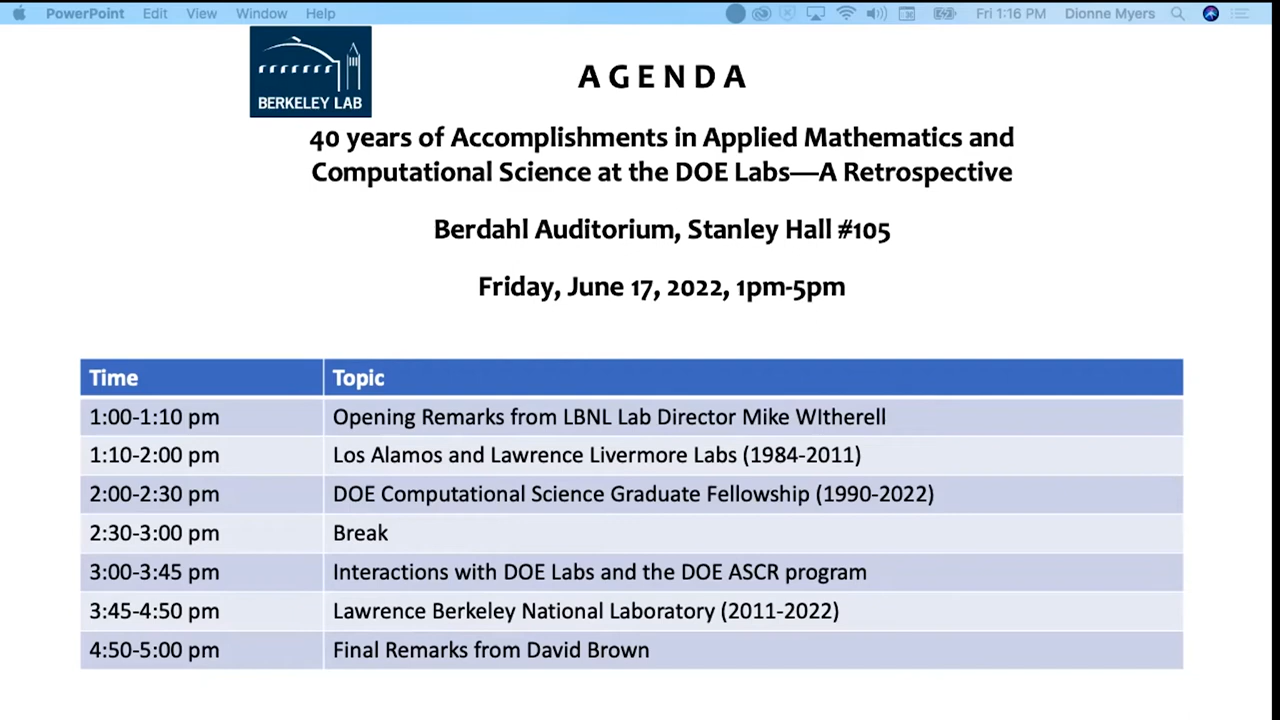 PowerPoint Edit View Window Help Fri 1:16 PM Dionne Myers
BERKELEY LAB
AGENDA
40 years of Accomplishments in Applied Mathematics and
Computational Science at the DOE Labs—A Retrospective
Berdahl Auditorium, Stanley Hall #105
Friday, June 17, 2022, 1pm-5pm
Time Topic
1:00-1:10 pm Opening Remarks from LBNL Lab Director Mike WItherell
1:10-2:00 pm Los Alamos and Lawrence Livermore Labs (1984-2011)
2:00-2:30 pm DOE Computational Science Graduate Fellowship (1990-2022)
2:30-3:00 pm Break
3:00-3:45 pm Interactions with DOE Labs and the DOE ASCR program
3:45-4:50 pm Lawrence Berkeley National Laboratory (2011-2022)
4:50-5:00 pm Final Remarks from David Brown